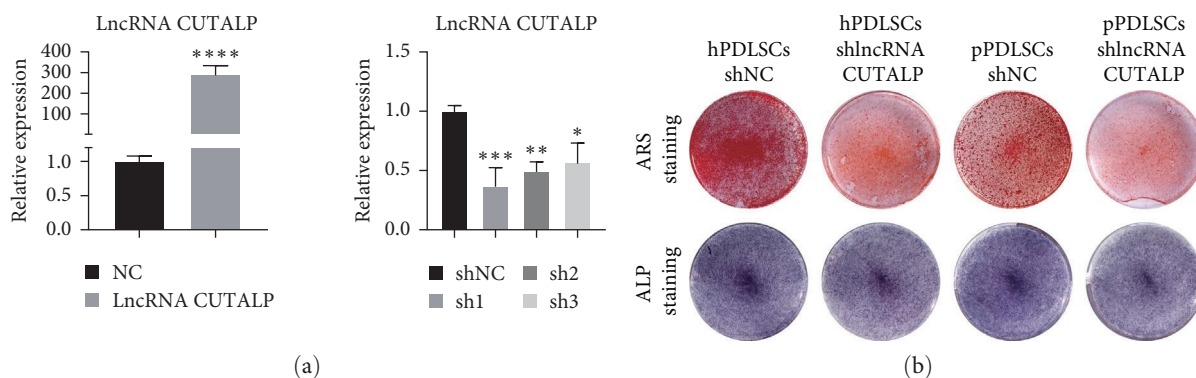 LncRNA CUTALP
400
300
200
100
1.0
0.5
0.0
Relative expression
****
NC
LncRNA CUTALP
LncRNA CUTALP
1.5
1.0
0.5
0.0
Relative expression
***
**
*
shNC
sh2
sh1
sh3
(a)
hPDLSCs
shNC
hPDLSCs
shlncRNA
CUTALP
pPDLSCs
shNC
pPDLSCs
shlncRNA
CUTALP
ARS
staining
ALP
staining
(b)